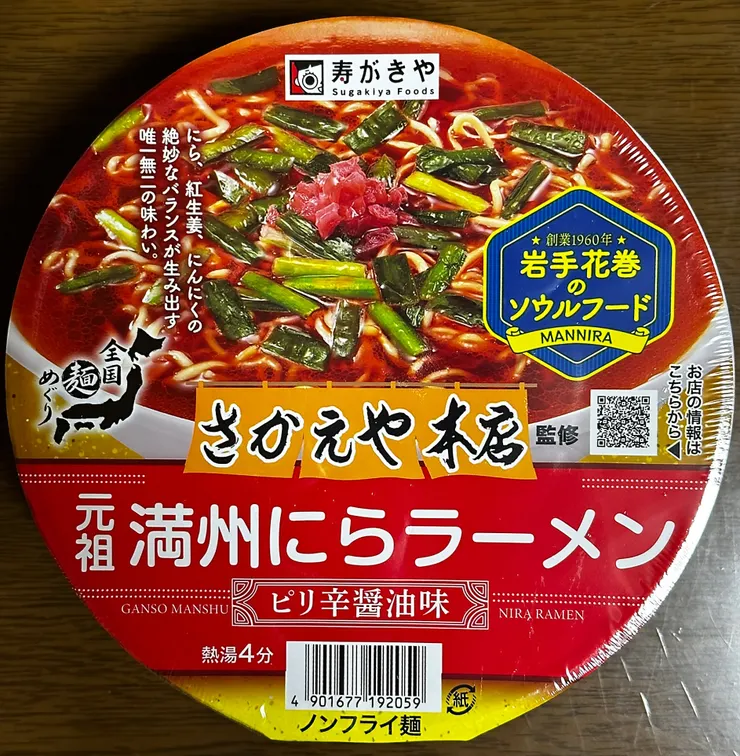 寿がきや
Sugakiya Foods
にら、紅生姜、にんにくの
絶妙なバランスが生み出す
唯一無二の味わい。
★創業1960年★
岩手花巻
の
ソウルフード
MANNIRA
全国
麺
めぐり
お店の情報は
こちらから◀
さかえや本店
監修
元祖
満州にらラーメン
GANSO MANSHU
ピリ辛醤油味
NIRA RAMEN
熱湯4分
4 901677 192059
紙
ノンフライ麺